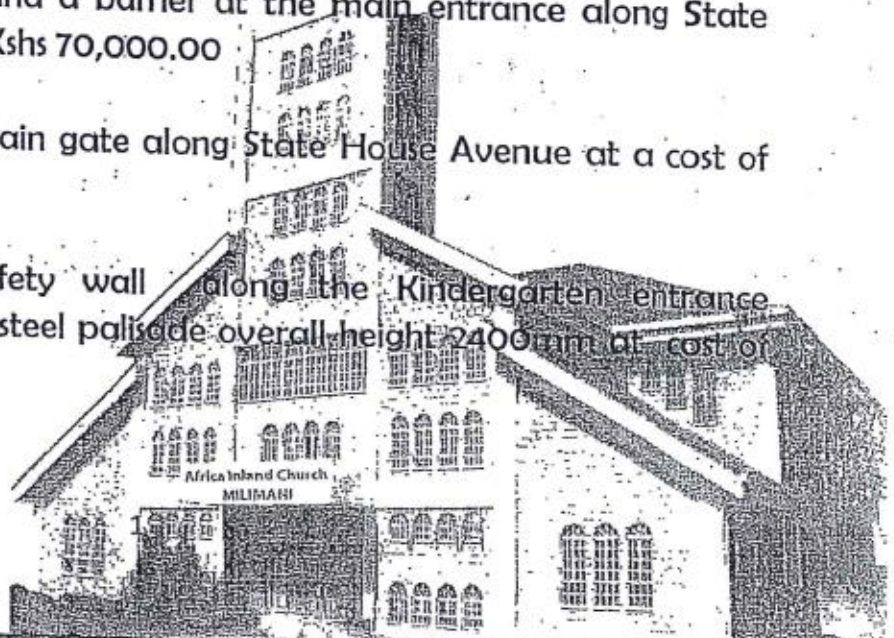 and a barrier at the main entrance along State
Kshs 70,000.00
ain gate along State House Avenue at a cost of
fety wall along the Kindergarten entrance
steel palisade overall height 2400mm at cost of
Africa Inland Church
MILIMANI
1